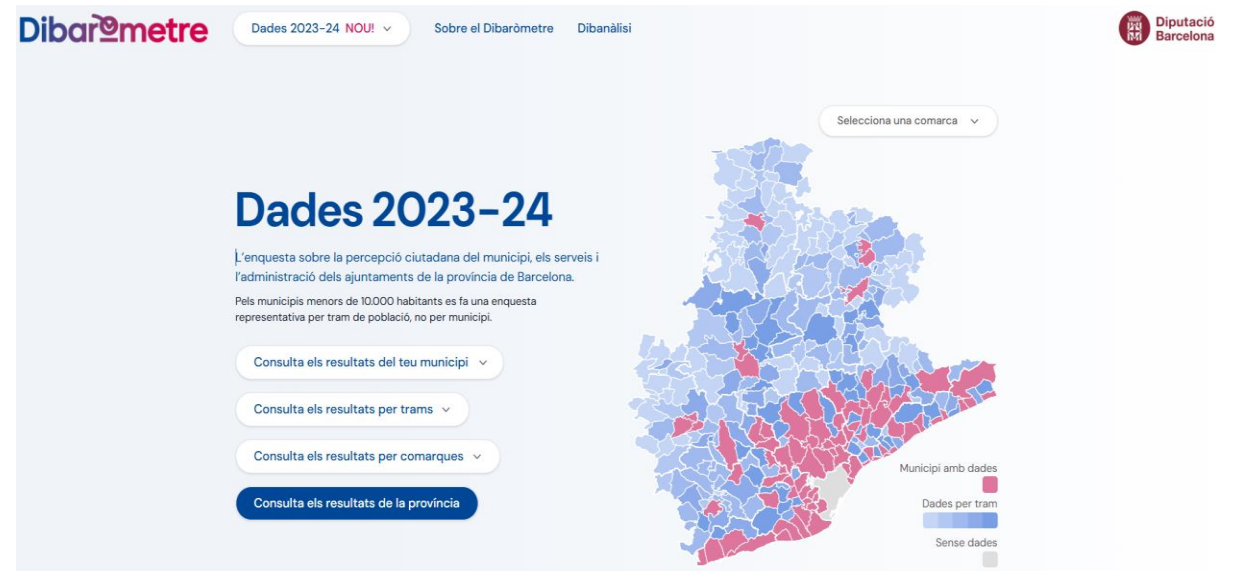 Dibaròmetre
Dades 2023-24 NOU!
Sobre el Dibaròmetre
Dibanàlisi
Diputació
Barcelona
Selecciona una comarca
Dades 2023-24
L'enquesta sobre la percepció ciutadana del municipi, els serveis i
l'administració dels ajuntaments de la província de Barcelona.
Pels municipis menors de 10.000 habitants es fa una enquesta
representativa per tram de població, no per municipi.
Consulta els resultats del teu municipi
Consulta els resultats per trams
Consulta els resultats per comarques
Consulta els resultats de la província
Municipi amb dades
Dades per tram
Sense dades